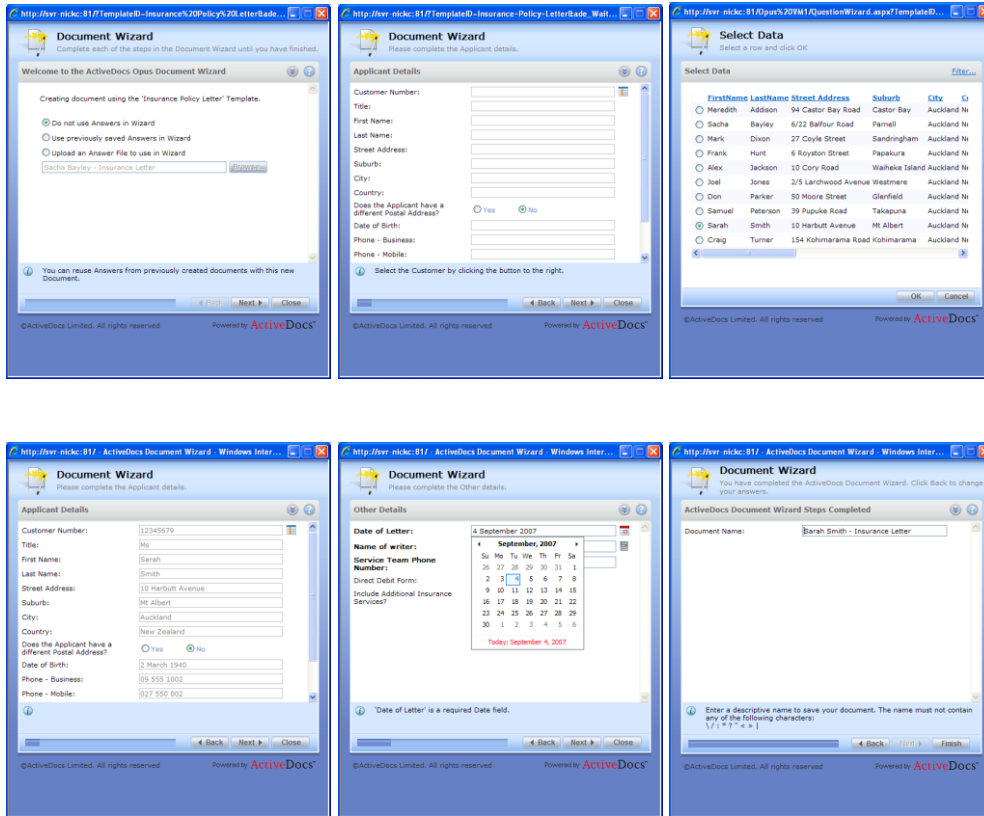 http://svr-nickc:81/?TemplateID=Insurance%20Policy%20Letter&ade...
Document Wizard
Complete each of the steps in the Document Wizard until you have finished.
Welcome to the ActiveDocs Opus Document Wizard
Creating document using the 'Insurance Policy Letter' Template.
Do not use Answers in Wizard
Use previously saved Answers in Wizard
Upload an Answer File to use in Wizard
Sacha Bayley - Insurance Letter
Browse...
You can reuse Answers from previously created documents with this new
Document.
Back Next Close
©ActiveDocs Limited. All rights reserved Powered by ActiveDocs
http://svr-nickc:81/?TemplateID=Insurance-Policy-Letter&ade_Wait...
Document Wizard
Please complete the Applicant details.
Applicant Details
Customer Number:
Title:
First Name:
Last Name:
Street Address:
Suburb:
City:
Country:
Does the Applicant have a
different Postal Address? Yes No
Date of Birth:
Phone - Business:
Phone - Mobile:
Select the Customer by clicking the button to the right.
Back Next Close
©ActiveDocs Limited. All rights reserved Powered by ActiveDocs
http://svr-nickc:81/Opus%20VM1/QuestionWizard.aspx?TemplateID...
Select Data
Select a row and click OK
Select Data Filter...
FirstName LastName Street Address Suburb City
Meredith Addison 94 Castor Bay Road Castor Bay Auckland
Sacha Bayley 6/22 Balfour Road Parnell Auckland
Mark Dixon 27 Coyle Street Sandringham Auckland
Frank Hunt 6 Royston Street Papakura Auckland
Alex Jackson 10 Cory Road Waiheke Island Auckland
Joel Jones 2/5 Larchwood Avenue Westmere Auckland
Don Parker 50 Moore Street Glenfield Auckland
Samuel Peterson 39 Pupuke Road Takapuna Auckland
Sarah Smith 10 Harbutt Avenue Mt Albert Auckland
Craig Turner 154 Kohimarama Road Kohimarama Auckland
OK Cancel
©ActiveDocs Limited. All rights reserved Powered by ActiveDocs
http://svr-nickc:81/ - ActiveDocs Document Wizard - Windows Inter...
Document Wizard
Please complete the Applicant details.
Applicant Details
Customer Number: 12345679
Title: Ms
First Name: Sarah
Last Name: Smith
Street Address: 10 Harbutt Avenue
Suburb: Mt Albert
City: Auckland
Country: New Zealand
Does the Applicant have a
different Postal Address? Yes No
Date of Birth: 2 March 1940
Phone - Business: 09 555 1002
Phone - Mobile: 027 550 002
Back Next Close
©ActiveDocs Limited. All rights reserved Powered by ActiveDocs
http://svr-nickc:81/ - ActiveDocs Document Wizard - Windows Inter...
Document Wizard
Please complete the Other details.
Other Details
Date of Letter: 4 September 2007
Name of writer:
Service Team Phone
Number:
Direct Debit Form:
Include Additional Insurance
Services?
September, 2007
Su Mo Tu We Th Fr Sa
26 27 28 29 30 31 1
2 3 4 5 6 7 8
9 10 11 12 13 14 15
16 17 18 19 20 21 22
23 24 25 26 27 28 29
30 1 2 3 4 5 6
Today: September 4, 2007
'Date of Letter' is a required Date field.
Back Next Close
©ActiveDocs Limited. All rights reserved Powered by ActiveDocs
http://svr-nickc:81/ - ActiveDocs Document Wizard - Windows Inter...
Document Wizard
You have completed the ActiveDocs Document Wizard. Click Back to change
your answers.
ActiveDocs Document Wizard Steps Completed
Document Name: Sarah Smith - Insurance Letter
Enter a descriptive name to save your document. The name must not contain
any of the following characters:
\ / : * ? " < > |
Back Next Finish
©ActiveDocs Limited. All rights reserved Powered by ActiveDocs